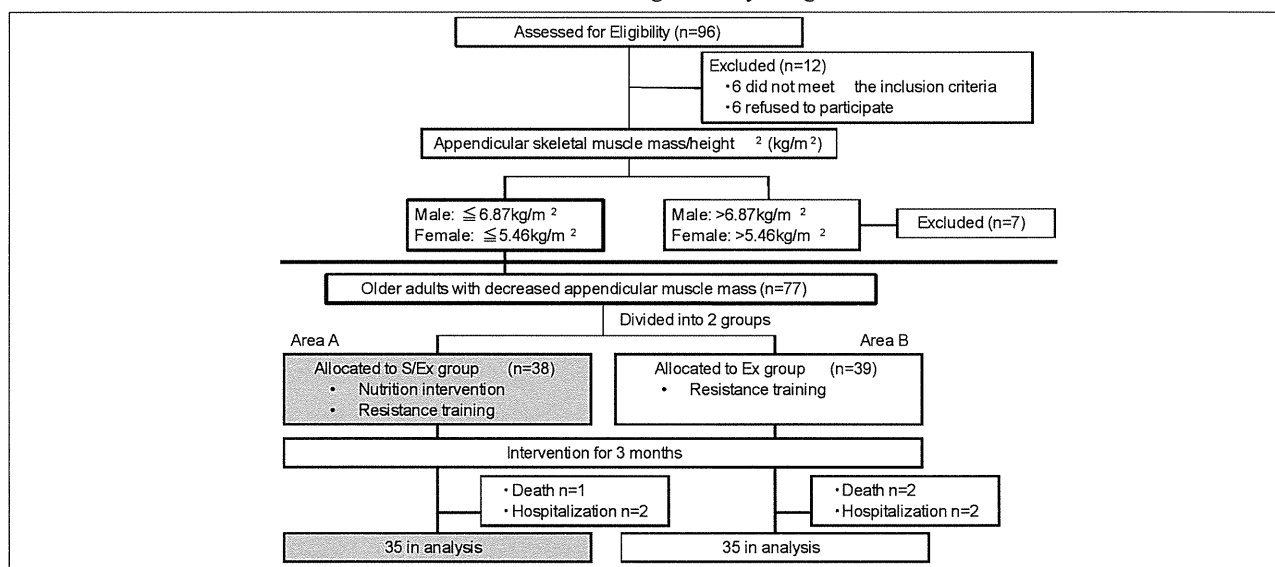 Assessed for Eligibility (n=96)
Excluded (n=12)
・6 did not meet the inclusion criteria
・6 refused to participate
Appendicular skeletal muscle mass/height ² (kg/m²)
Male: ≦6.87kg/m ²
Female: ≦5.46kg/m ²
Male: >6.87kg/m ²
Female: >5.46kg/m ²
Excluded (n=7)
Older adults with decreased appendicular muscle mass (n=77)
Divided into 2 groups
Area A
Area B
Allocated to S/Ex group (n=38)
• Nutrition intervention
• Resistance training
Allocated to Ex group (n=39)
• Resistance training
Intervention for 3 months
・Death n=1
・Hospitalization n=2
・Death n=2
・Hospitalization n=2
35 in analysis
35 in analysis